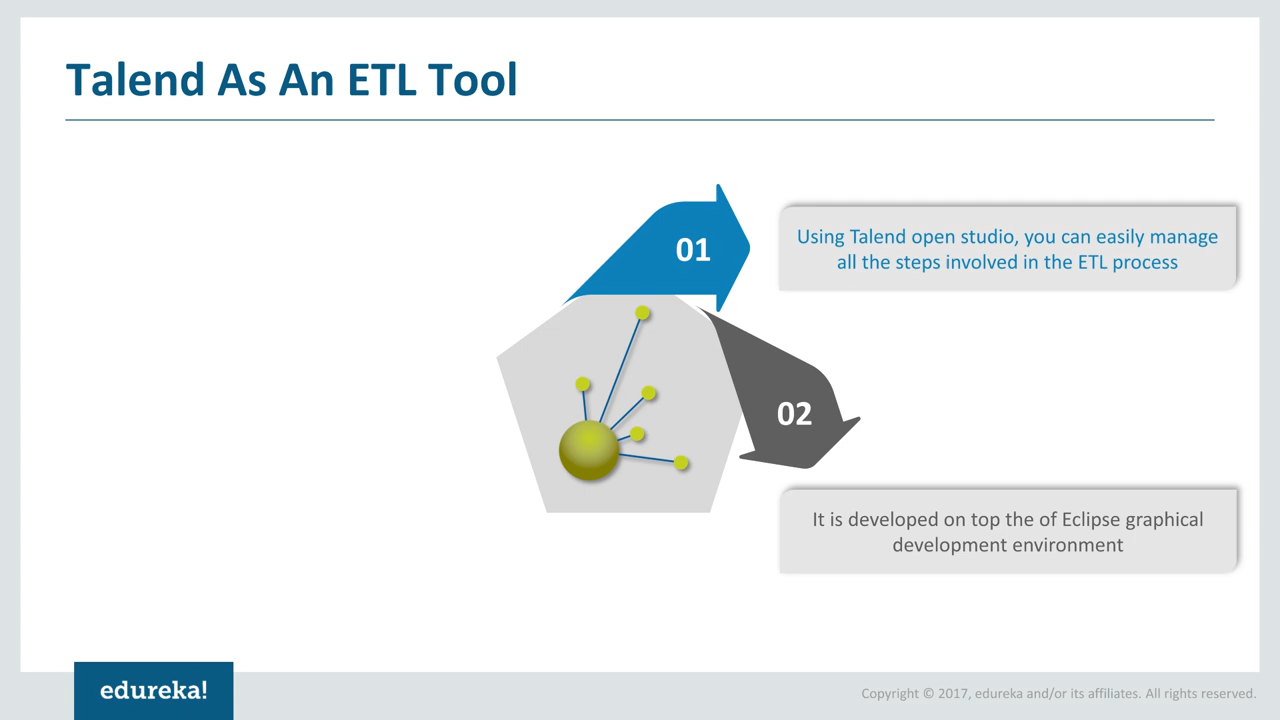 Talend As An ETL Tool
01
Using Talend open studio, you can easily manage
all the steps involved in the ETL process
02
It is developed on top the of Eclipse graphical
development environment
edureka!
Copyright © 2017, edureka and/or its affiliates. All rights reserved.